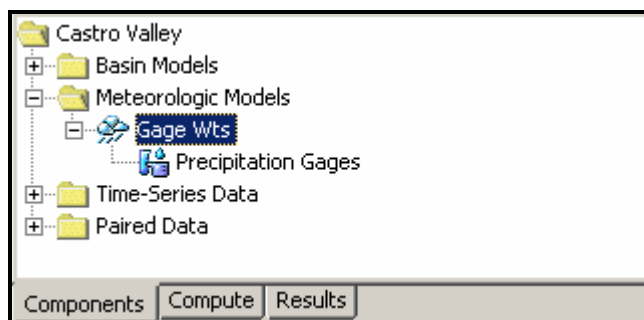 Castro Valley
Basin Models
Meteorologic Models
Gage Wts
Precipitation Gages
Time-Series Data
Paired Data
Components Compute Results